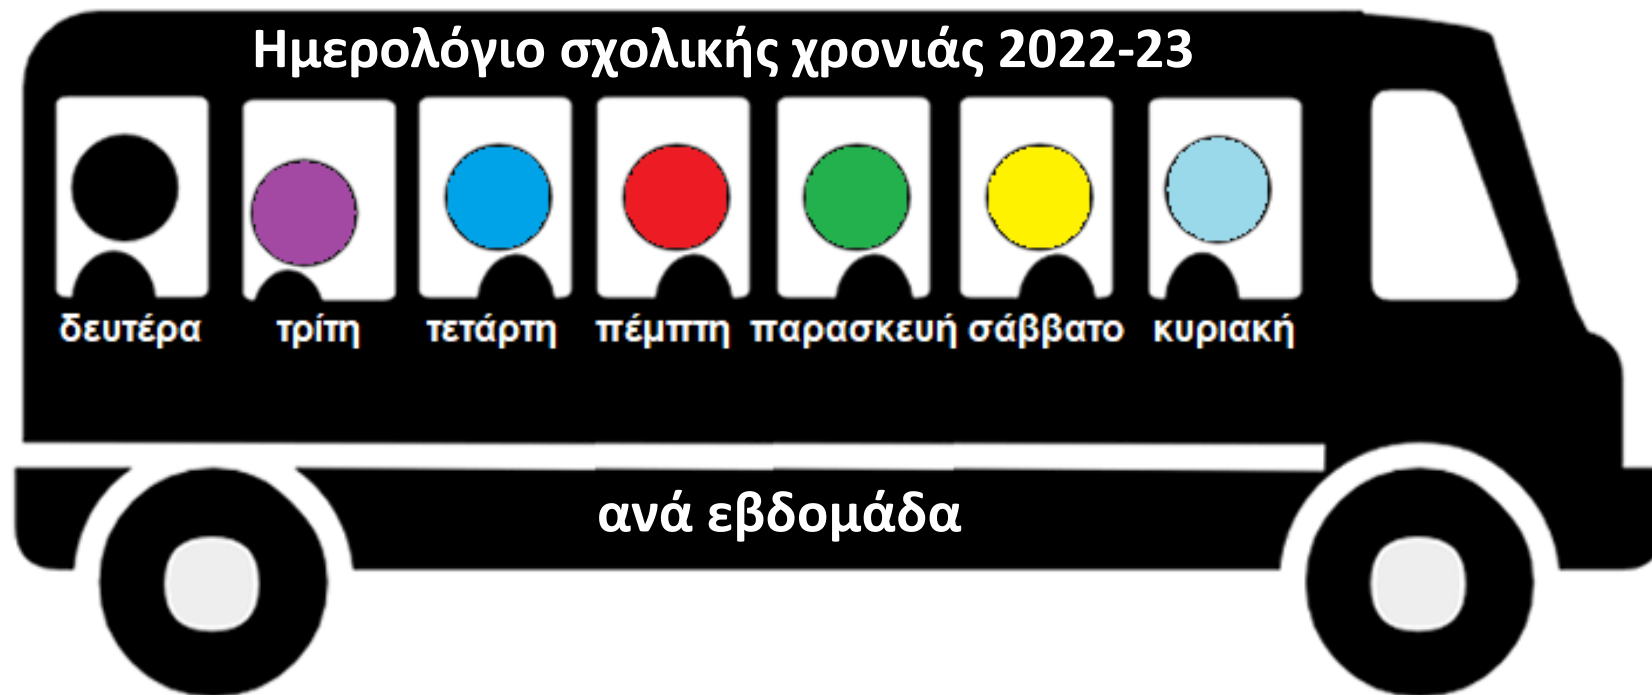 Ημερολόγιο σχολικής χρονιάς 2022-23
δευτέρα τρίτη τετάρτη πέμπτη παρασκευή σάββατο κυριακή
ανά εβδομάδα